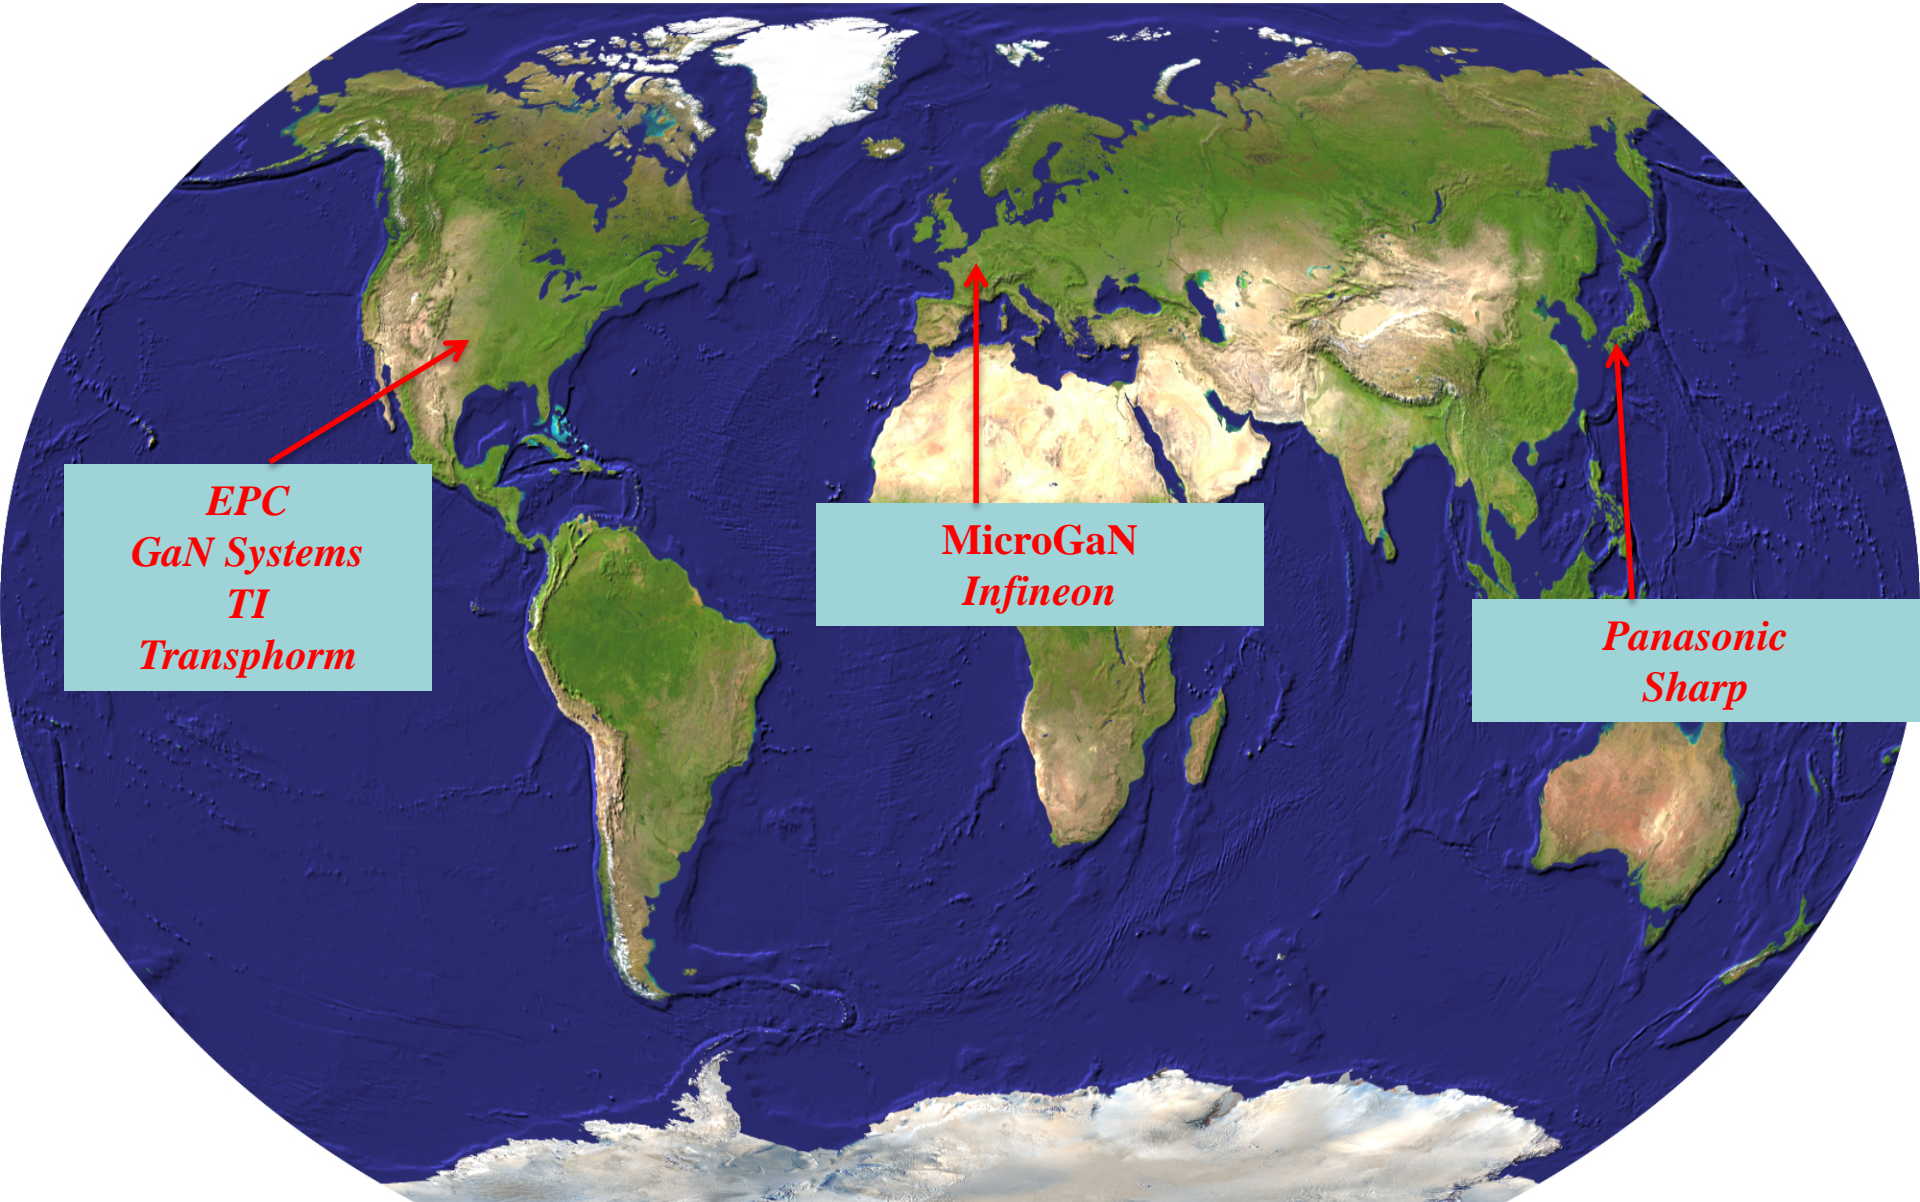 EPC
GaN Systems
TI
Transphorm
MicroGaN
Infineon
Panasonic
Sharp